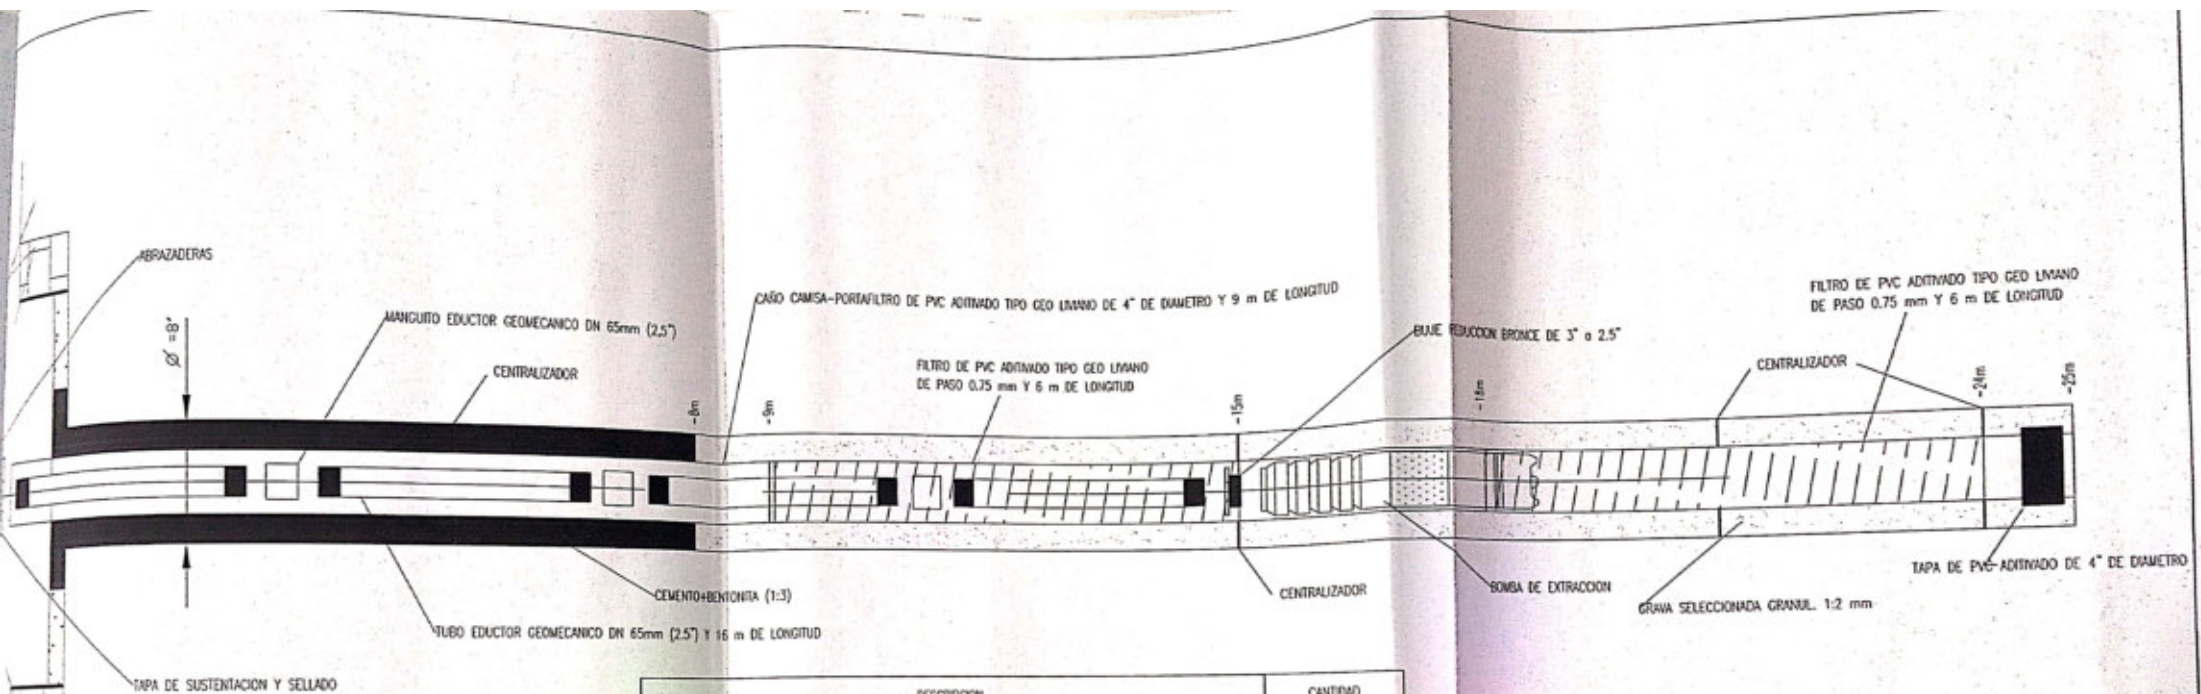 ABRAZADERAS
Ø =8"
MANGUITO EDUCTOR GEOMECANICO DN 65mm (2,5")
CENTRALIZADOR
-8m
-9m
CAÑO CAMISA-PORTAFILTRO DE PVC ADITIVADO TIPO GEO LIVIANO DE 4" DE DIAMETRO Y 9 m DE LONGITUD
FILTRO DE PVC ADITIVADO TIPO GEO LIVIANO
DE PASO 0.75 mm Y 6 m DE LONGITUD
-15m
BUJE REDUCCION BRONCE DE 3" a 2.5"
-18m
FILTRO DE PVC ADITIVADO TIPO GEO LIVIANO
DE PASO 0.75 mm Y 6 m DE LONGITUD
CENTRALIZADOR
-24m
-25m
CEMENTO+BENTONITA (1:3)
TUBO EDUCTOR GEOMECANICO DN 65mm (2.5") Y 16 m DE LONGITUD
CENTRALIZADOR
BOMBA DE EXTRACCION
GRAVA SELECCIONADA GRANUL. 1:2 mm
TAPA DE PVC ADITIVADO DE 4" DE DIAMETRO
TAPA DE SUSTENTACION Y SELLADO
DESCRIPCION
CANTIDAD